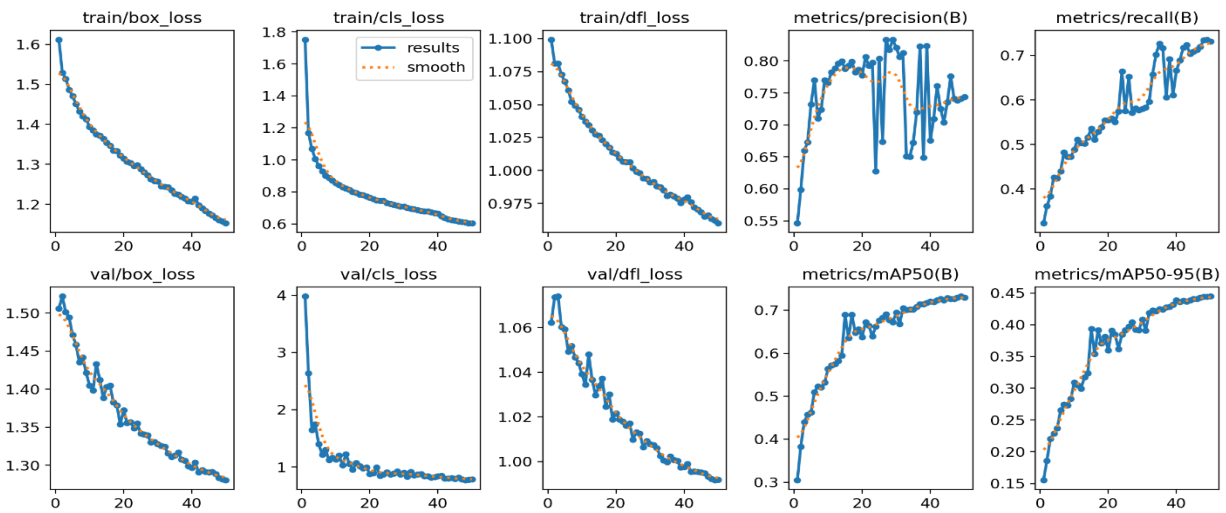 train/box_loss
train/cls_loss
train/dfl_loss
metrics/precision(B)
metrics/recall(B)
1.6
1.5
1.4
1.3
1.2
0 20 40
1.8
1.6
1.4
1.2
1.0
0.8
0.6
0 20 40
results
smooth
1.100
1.075
1.050
1.025
1.000
0.975
0 20 40
0.80
0.75
0.70
0.65
0.60
0.55
0 20 40
0.7
0.6
0.5
0.4
0 20 40
val/box_loss
val/cls_loss
val/dfl_loss
metrics/mAP50(B)
metrics/mAP50-95(B)
1.50
1.45
1.40
1.35
1.30
0 20 40
4
3
2
1
0 20 40
1.06
1.04
1.02
1.00
0 20 40
0.7
0.6
0.5
0.4
0.3
0 20 40
0.45
0.40
0.35
0.30
0.25
0.20
0.15
0 20 40